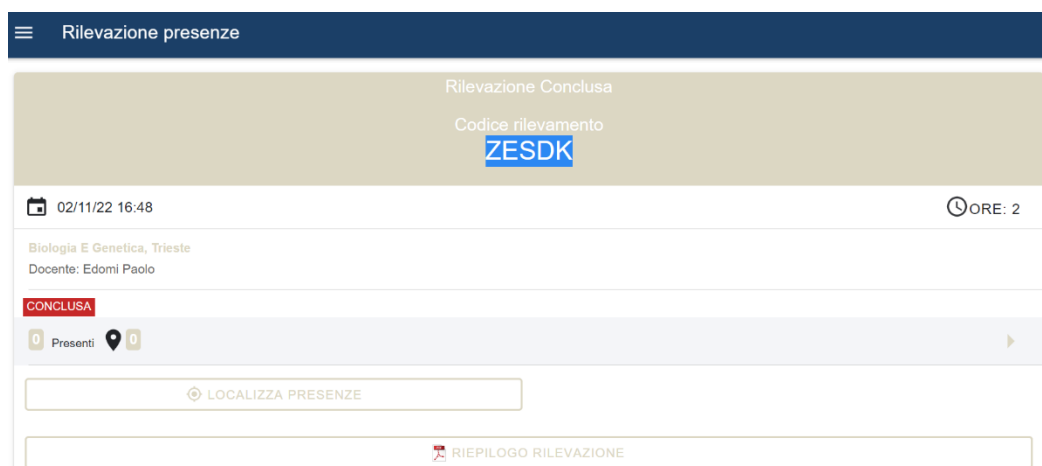 Rilevazione presenze
Rilevazione Conclusa
Codice rilevamento
ZESDK
02/11/22 16:48
ORE: 2
Biologia E Genetica, Trieste
Docente: Edomi Paolo
CONCLUSA
0 Presenti 0
LOCALIZZA PRESENZE
RIEPILOGO RILEVAZIONE